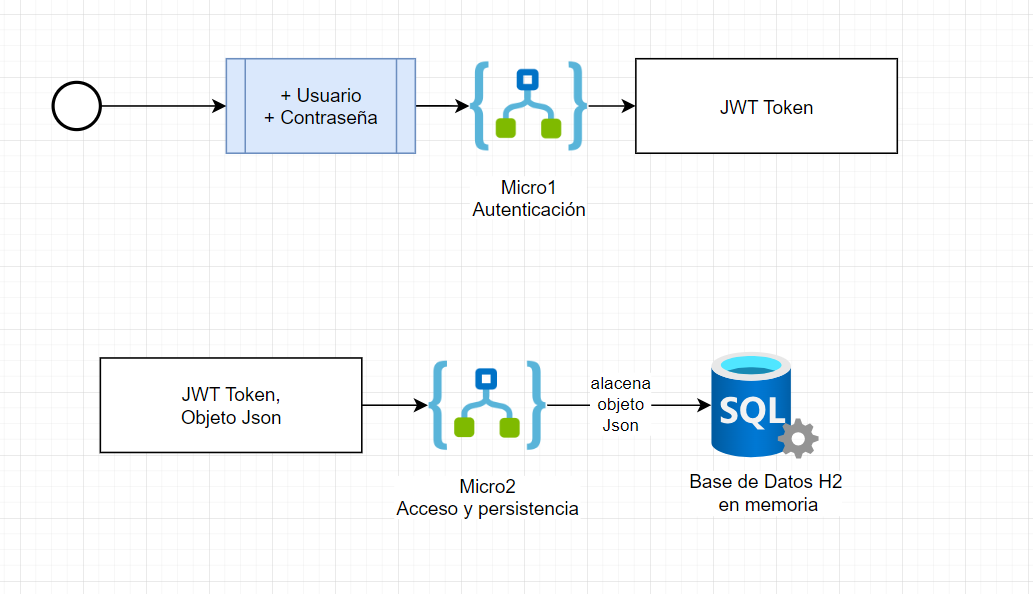 + Usuario
+ Contraseña
JWT Token
Micro1
Autenticación
JWT Token,
Objeto Json
alacena
objeto
Json
SQL
Micro2
Acceso y persistencia
Base de Datos H2
en memoria